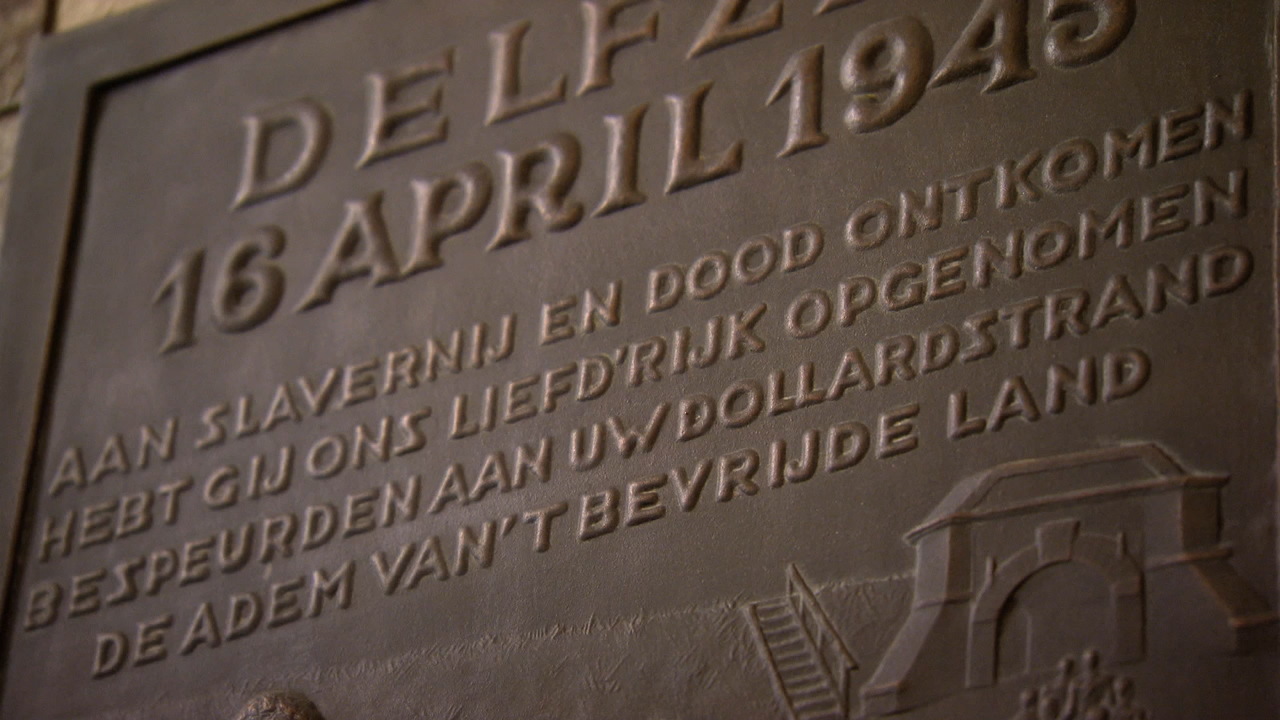 DELFZ
16 APRIL 1945
AAN SLAVERNIJ EN DOOD ONTKOMEN
HEBT GIJ ONS LIEFD'RIJK OPGENOMEN
BESPEURDEN AAN UW DOLLARDSTRAND
DE ADEM VAN'T BEVRIJDE LAND